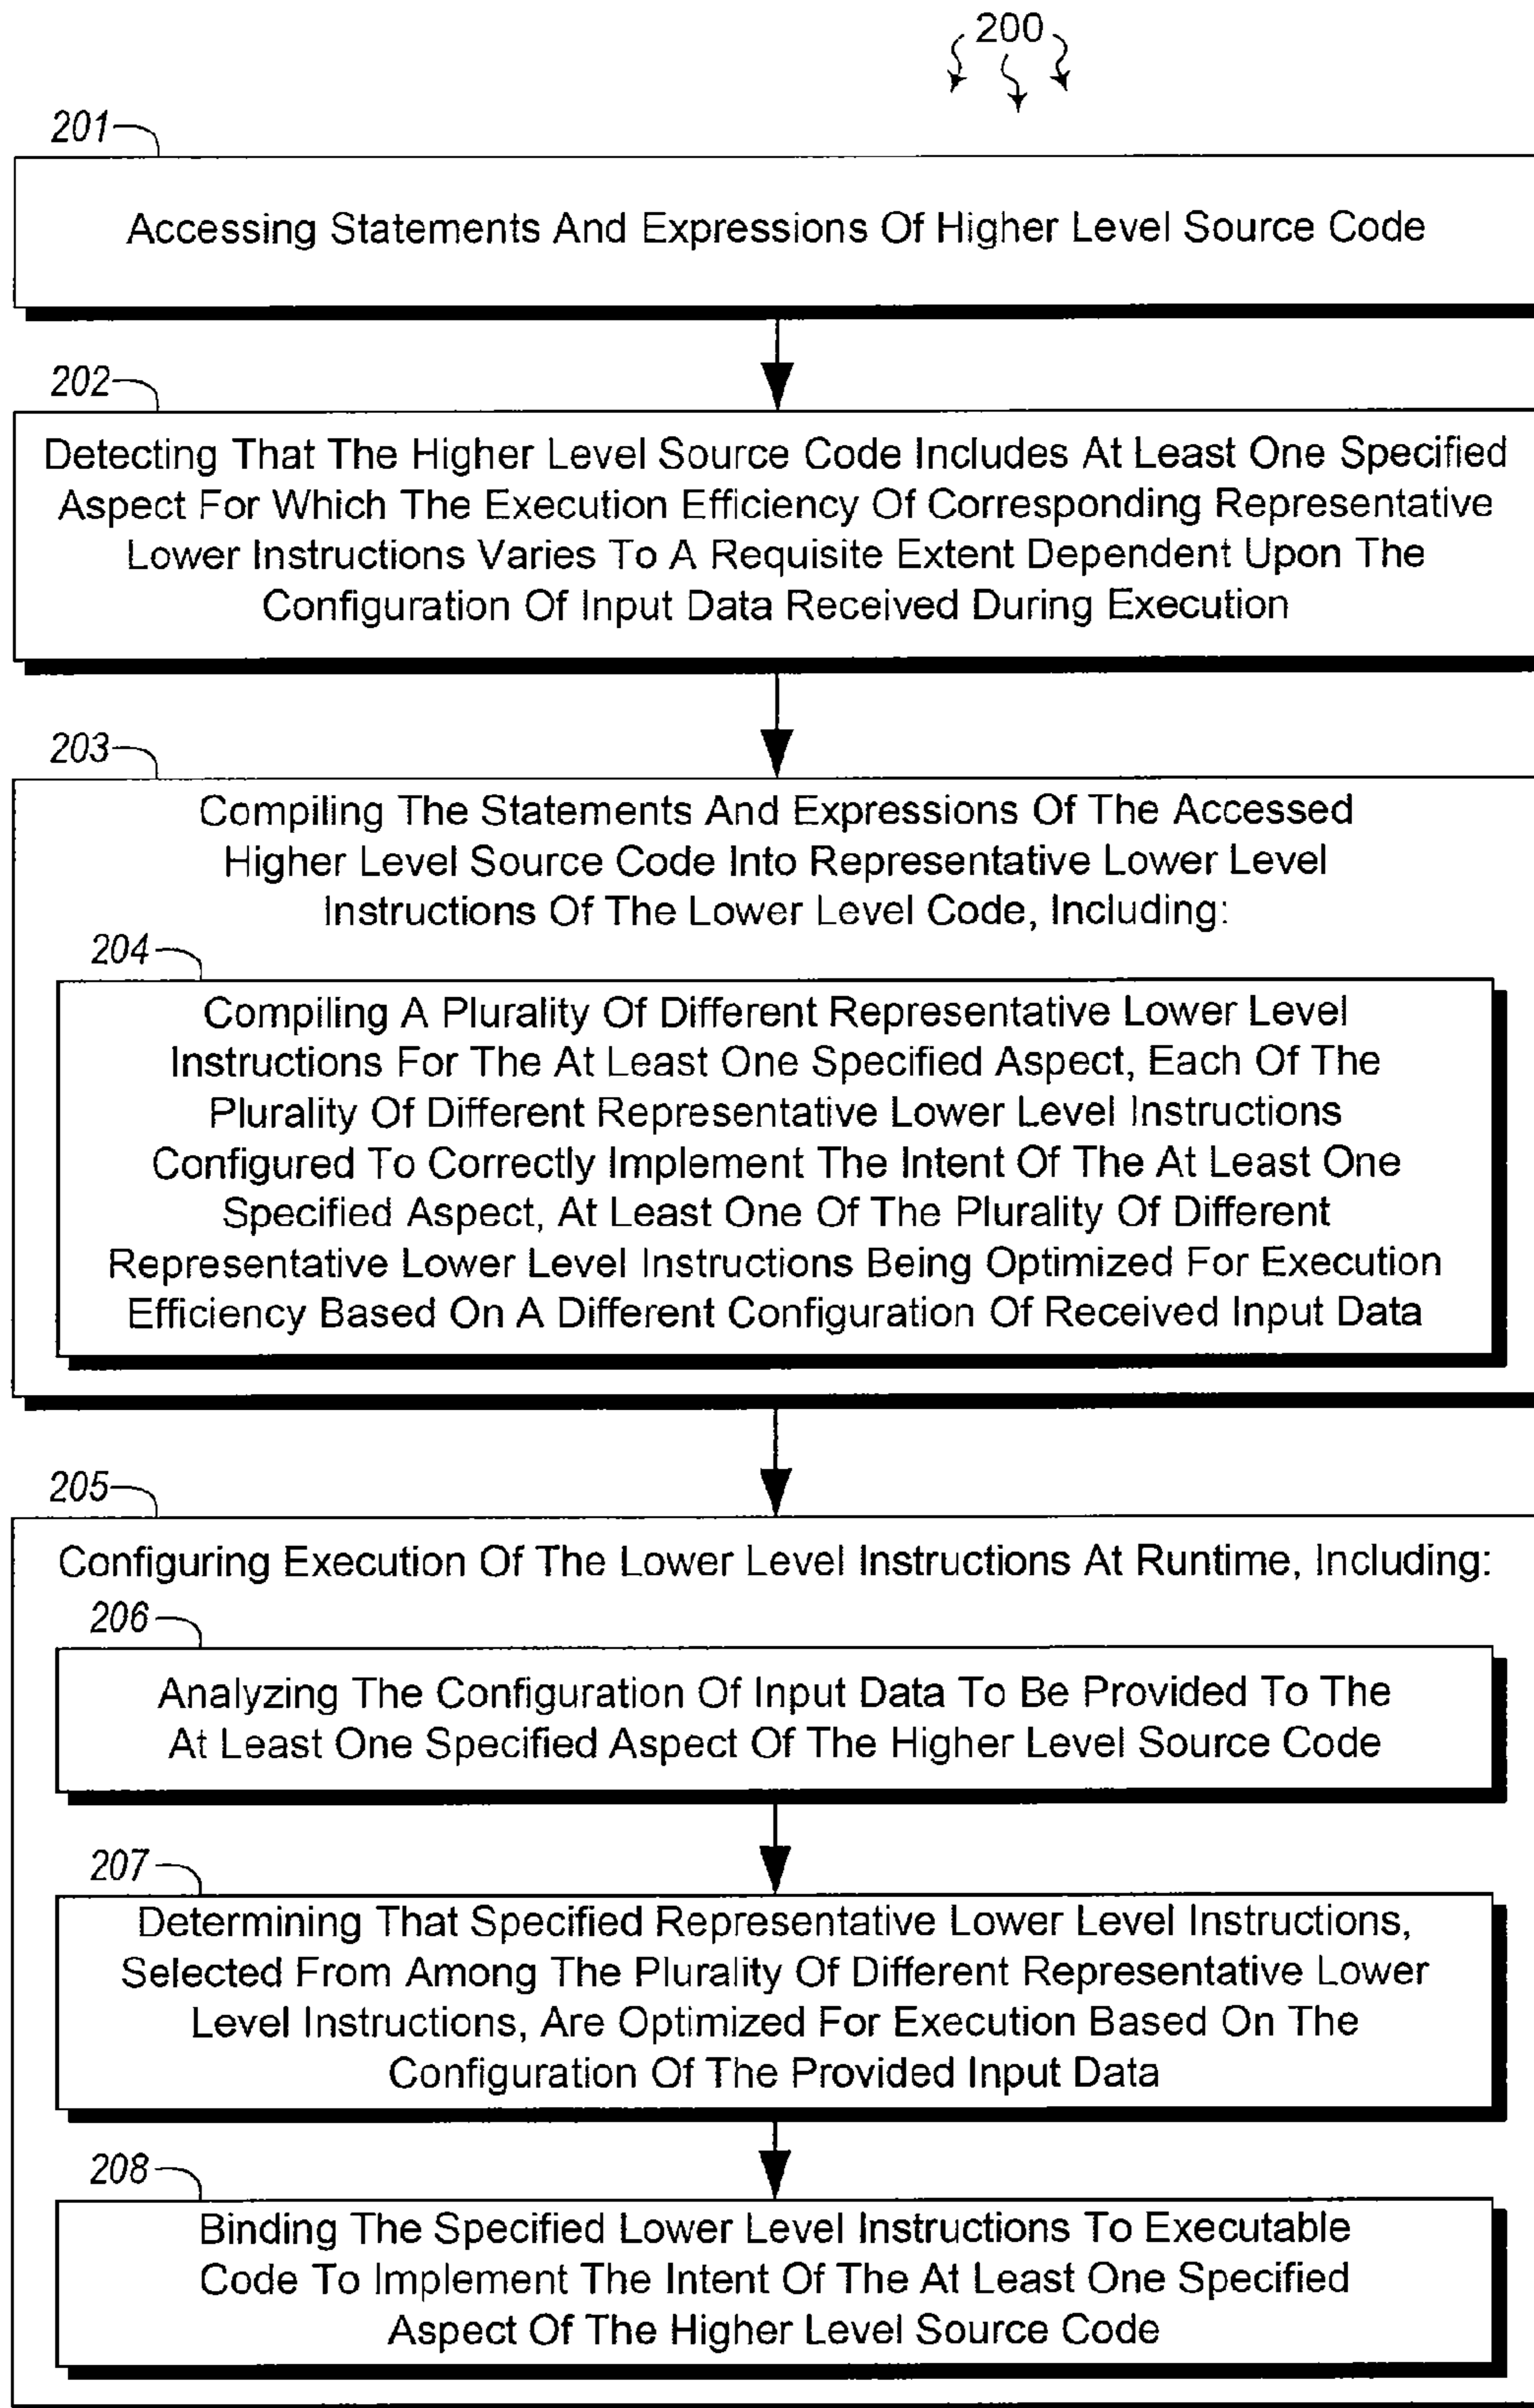 200
201
Accessing Statements And Expressions Of Higher Level Source Code
202
Detecting That The Higher Level Source Code Includes At Least One Specified
Aspect For Which The Execution Efficiency Of Corresponding Representative
Lower Instructions Varies To A Requisite Extent Dependent Upon The
Configuration Of Input Data Received During Execution
203
Compiling The Statements And Expressions Of The Accessed
Higher Level Source Code Into Representative Lower Level
Instructions Of The Lower Level Code, Including:
204
Compiling A Plurality Of Different Representative Lower Level
Instructions For The At Least One Specified Aspect, Each Of The
Plurality Of Different Representative Lower Level Instructions
Configured To Correctly Implement The Intent Of The At Least One
Specified Aspect, At Least One Of The Plurality Of Different
Representative Lower Level Instructions Being Optimized For Execution
Efficiency Based On A Different Configuration Of Received Input Data
205
Configuring Execution Of The Lower Level Instructions At Runtime, Including:
206
Analyzing The Configuration Of Input Data To Be Provided To The
At Least One Specified Aspect Of The Higher Level Source Code
207
Determining That Specified Representative Lower Level Instructions,
Selected From Among The Plurality Of Different Representative Lower
Level Instructions, Are Optimized For Execution Based On The
Configuration Of The Provided Input Data
208
Binding The Specified Lower Level Instructions To Executable
Code To Implement The Intent Of The At Least One Specified
Aspect Of The Higher Level Source Code